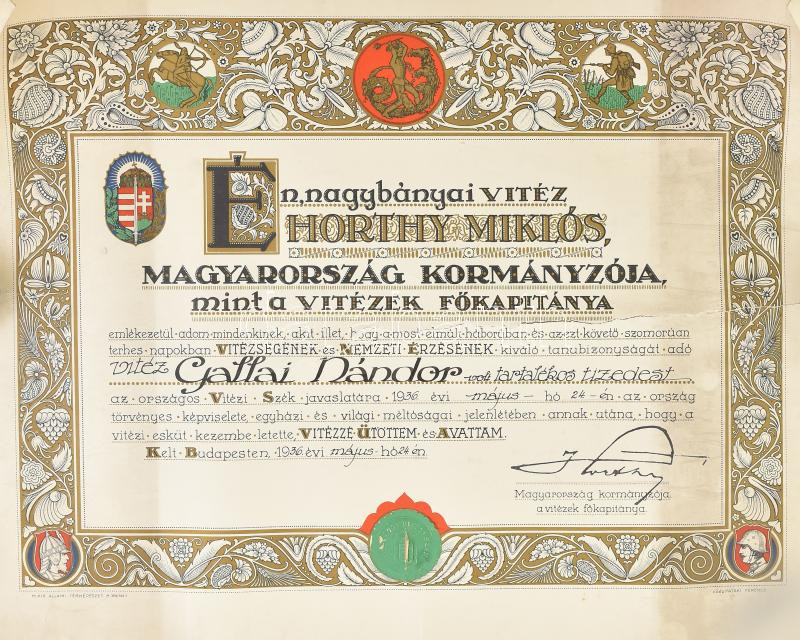 Én, nagybányai VITÉZ
HORTHY MIKLÓS,
MAGYARORSZÁG KORMÁNYZÓJA,
mint a VITÉZEK FŐKAPITÁNYA
emlékezetül·adom·mindenkinek, akit·illet, hogy·a·most·elmúlt·háborúban·és·az·ezt·követő·szomorúan
terhes·napokban·VITÉZSÉGÉNEK·és·NEMZETI·ÉRZÉSÉNEK·kiváló·tanubizonyságát·adó
vitéz Gaffai Nándor volt tartalékos tizedest
az·országos·Vitézi·Szék·javaslatára·1936·évi·május·hó·24-én·az·ország
törvényes·képviselete, egyházi·és·világi·méltóságai·jelenlétében·annak·utána, hogy·a
vitézi·esküt·kezembe·letette, VITÉZZÉ·ÜTÖTTEM·és·AVATTAM.
Kelt·Budapesten, 1936·évi·május·hó·24·én.
Horthy
Magyarország·kormányzója,
a·vitézek·főkapitánya.